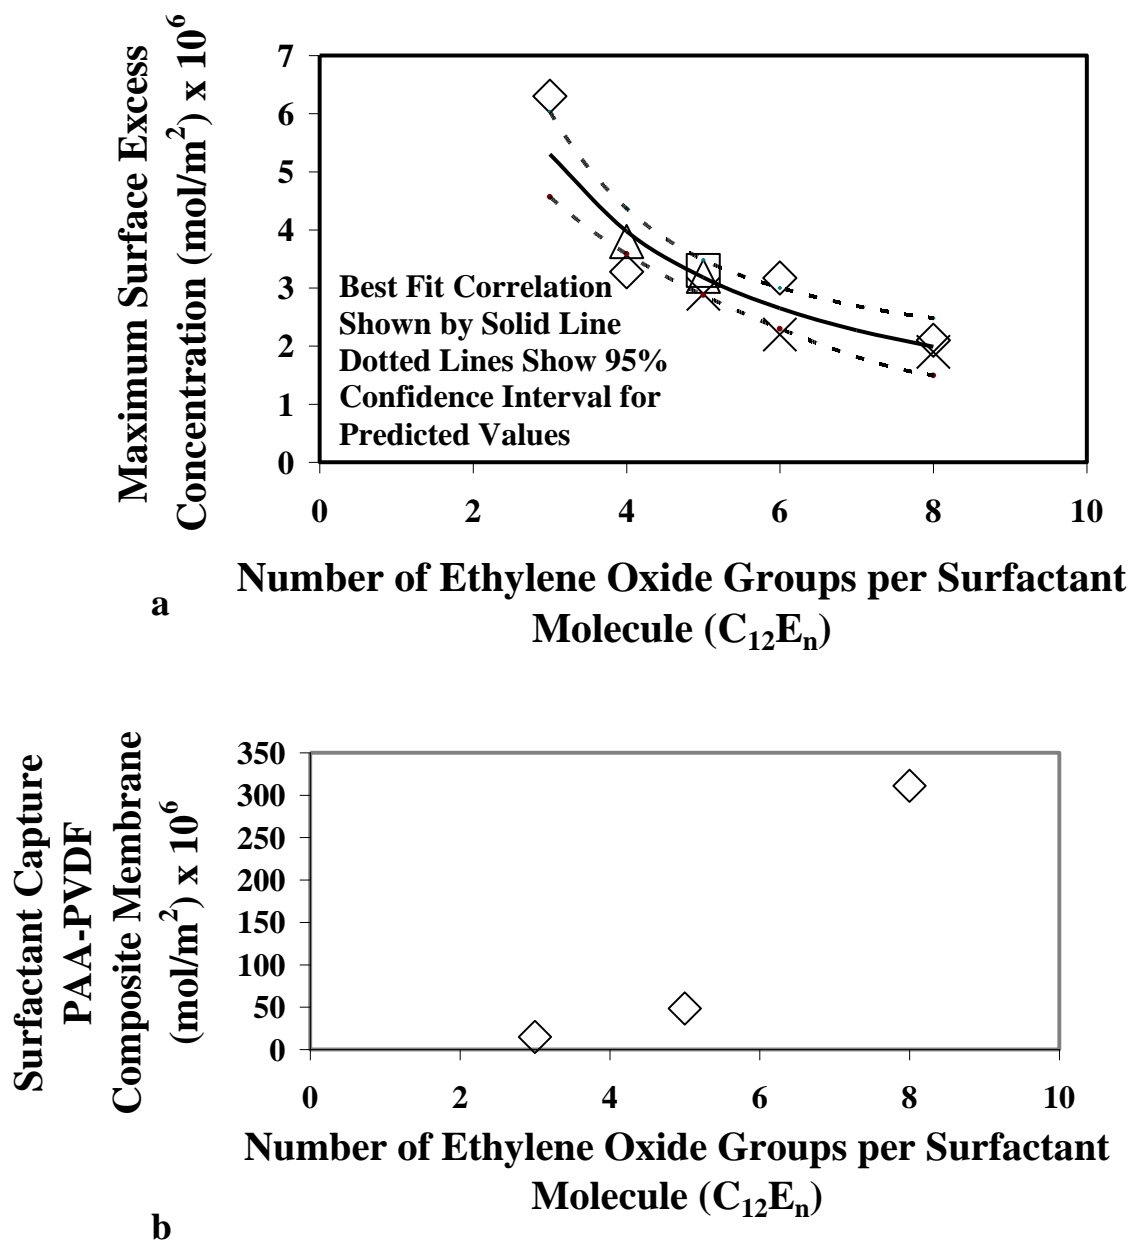 Maximum Surface Excess
Concentration (mol/m²) x 10⁶
7
6
5
4
3
2
1
0
Best Fit Correlation
Shown by Solid Line
Dotted Lines Show 95%
Confidence Interval for
Predicted Values
0 2 4 6 8 10
Number of Ethylene Oxide Groups per Surfactant
Molecule (C₁₂Eₙ)
a
Surfactant Capture
PAA-PVDF
Composite Membrane
(mol/m²) x 10⁶
350
300
250
200
150
100
50
0
0 2 4 6 8 10
Number of Ethylene Oxide Groups per Surfactant
Molecule (C₁₂Eₙ)
b